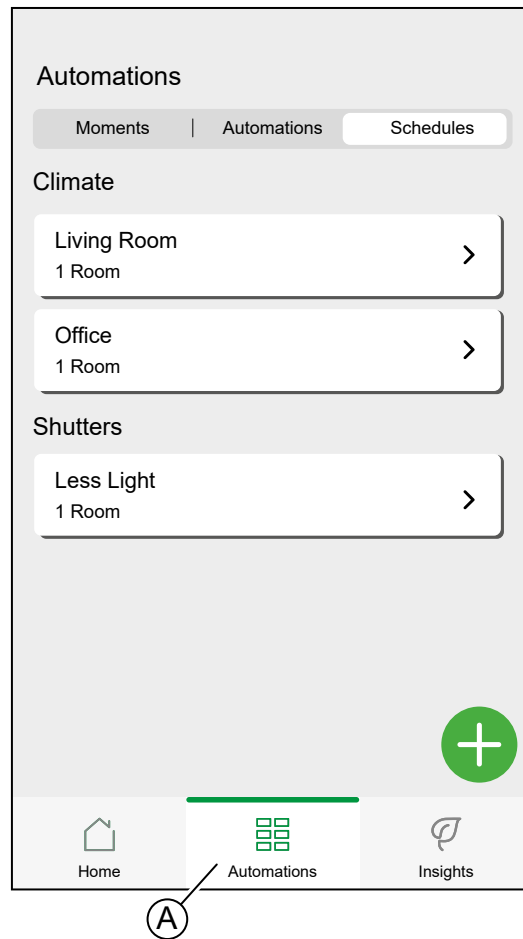 Automations
Moments | Automations Schedules
Climate
Living Room
1 Room
Office
1 Room
Shutters
Less Light
1 Room
Home Automations Insights
A